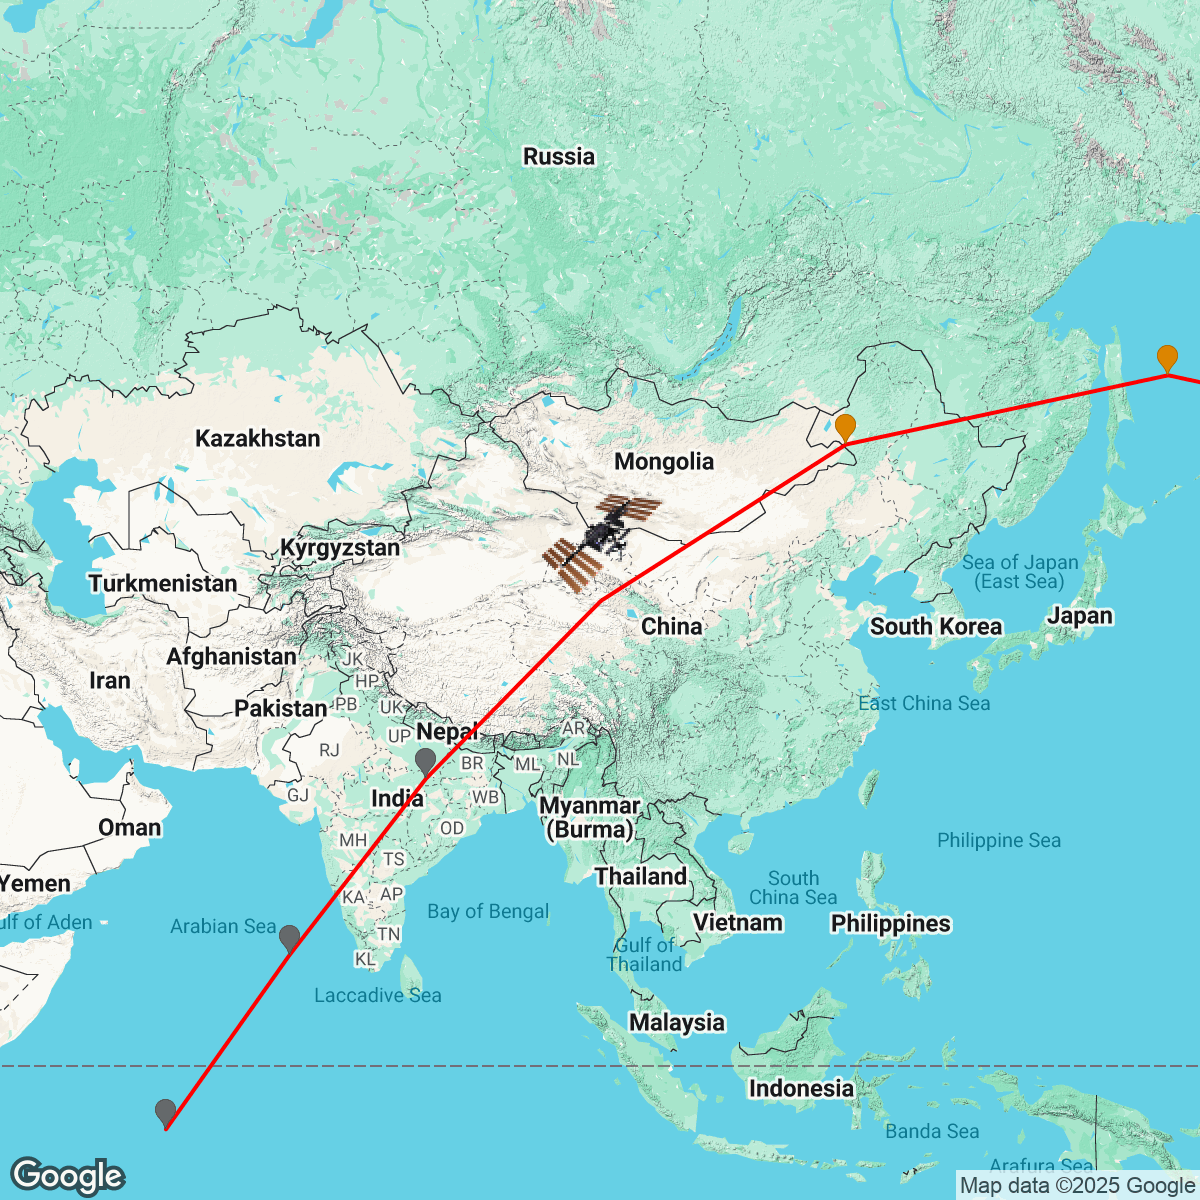 Russia
Kazakhstan
Mongolia
Kyrgyzstan
Turkmenistan
Sea of Japan
(East Sea)
Japan
South Korea
China
Afghanistan
JK
HP
Iran
Pakistan
PB
UK
East China Sea
UP
Nepal
AR
RJ
BR
ML
NL
GJ
India
WB
Myanmar
(Burma)
Oman
OD
MH
Philippine Sea
TS
Yemen
KA
AP
Thailand
South
China Sea
Gulf of Aden
Arabian Sea
Bay of Bengal
Vietnam
Philippines
TN
KL
Gulf of
Thailand
Laccadive Sea
Malaysia
Indonesia
Banda Sea
Arafura Sea
Google
Map data ©2025 Google